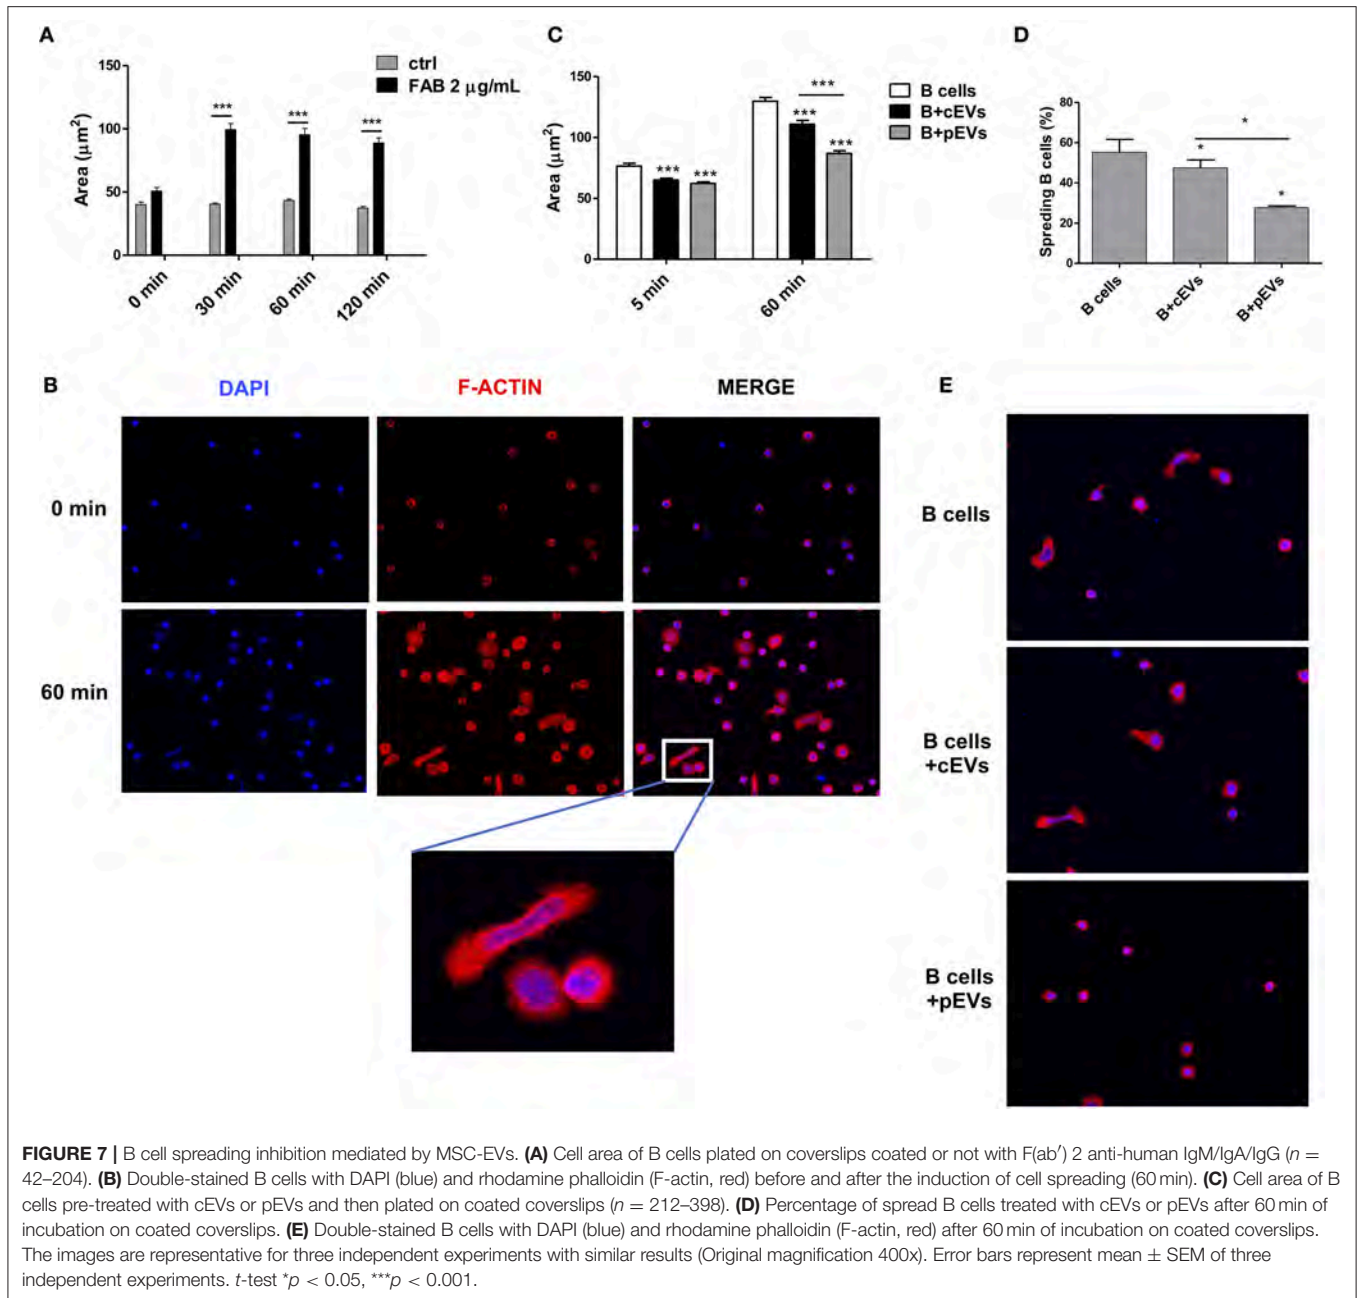 A
150
100
50
0
Area (μm²)
ctrl
FAB 2 μg/mL
***
***
***
0 min
30 min
60 min
120 min
C
150
100
50
0
Area (μm²)
***
*** ***
***
***
B cells
B+cEVs
B+pEVs
5 min
60 min
D
80
60
40
20
0
Spreding B cells (%)
*
*
*
B cells
B+cEVs
B+pEVs
B
DAPI
F-ACTIN
MERGE
0 min
60 min
E
B cells
B cells
+cEVs
B cells
+pEVs
FIGURE 7 | B cell spreading inhibition mediated by MSC-EVs. (A) Cell area of B cells plated on coverslips coated or not with F(ab′) 2 anti-human IgM/IgA/IgG (n =
42–204). (B) Double-stained B cells with DAPI (blue) and rhodamine phalloidin (F-actin, red) before and after the induction of cell spreading (60 min). (C) Cell area of B
cells pre-treated with cEVs or pEVs and then plated on coated coverslips (n = 212–398). (D) Percentage of spread B cells treated with cEVs or pEVs after 60 min of
incubation on coated coverslips. (E) Double-stained B cells with DAPI (blue) and rhodamine phalloidin (F-actin, red) after 60 min of incubation on coated coverslips.
The images are representative for three independent experiments with similar results (Original magnification 400x). Error bars represent mean ± SEM of three
independent experiments. t-test *p < 0.05, ***p < 0.001.